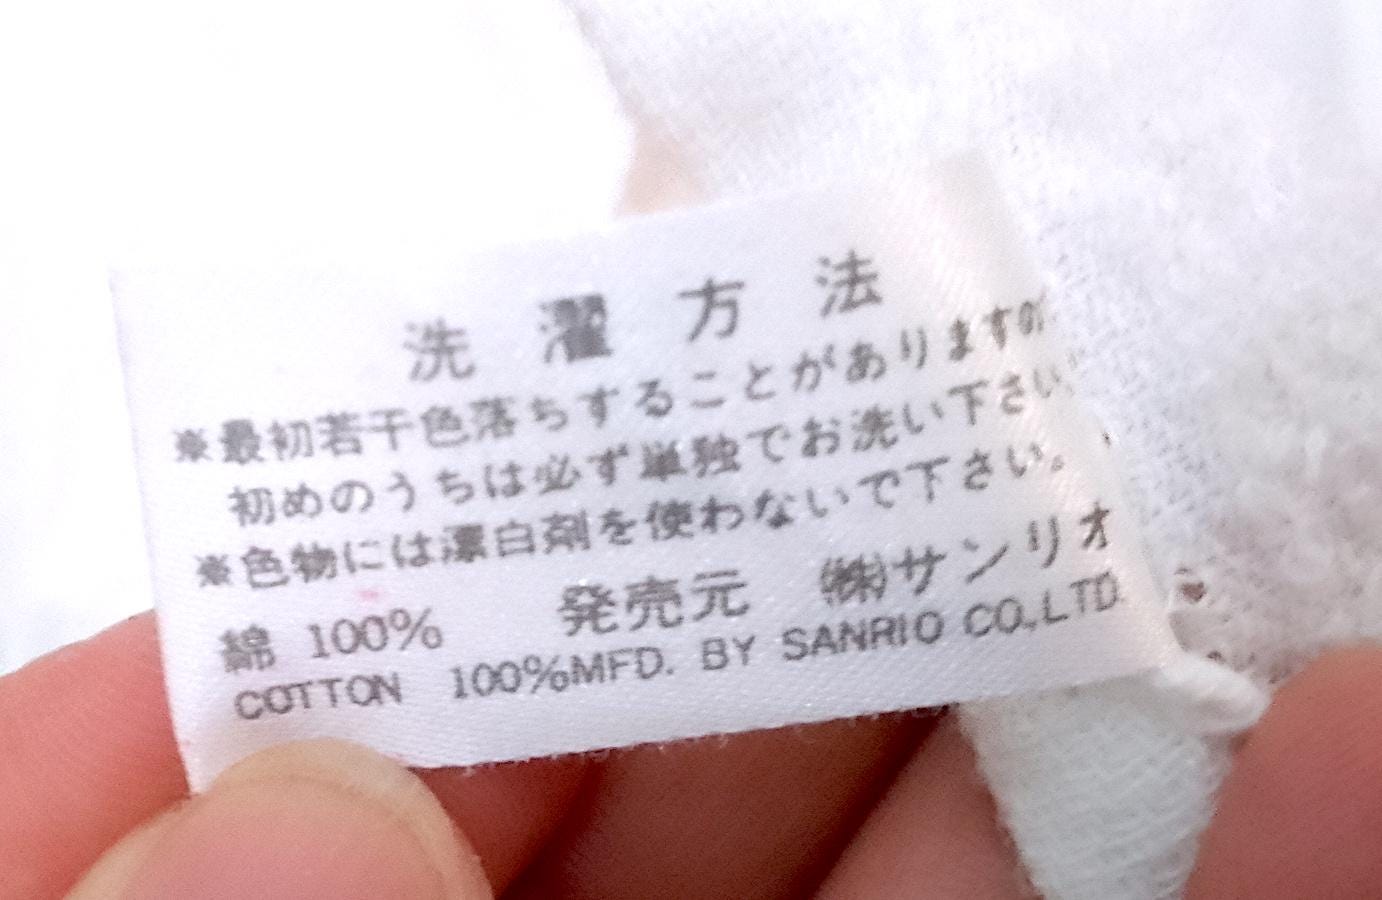 洗濯方法
※最初若干色落ちすることがありますの
初めのうちは必ず単独でお洗い下さい
※色物には漂白剤を使わないで下さい。
綿 100% 発売元 ㈱サンリオ
COTTON 100%MFD. BY SANRIO CO.,LTD.